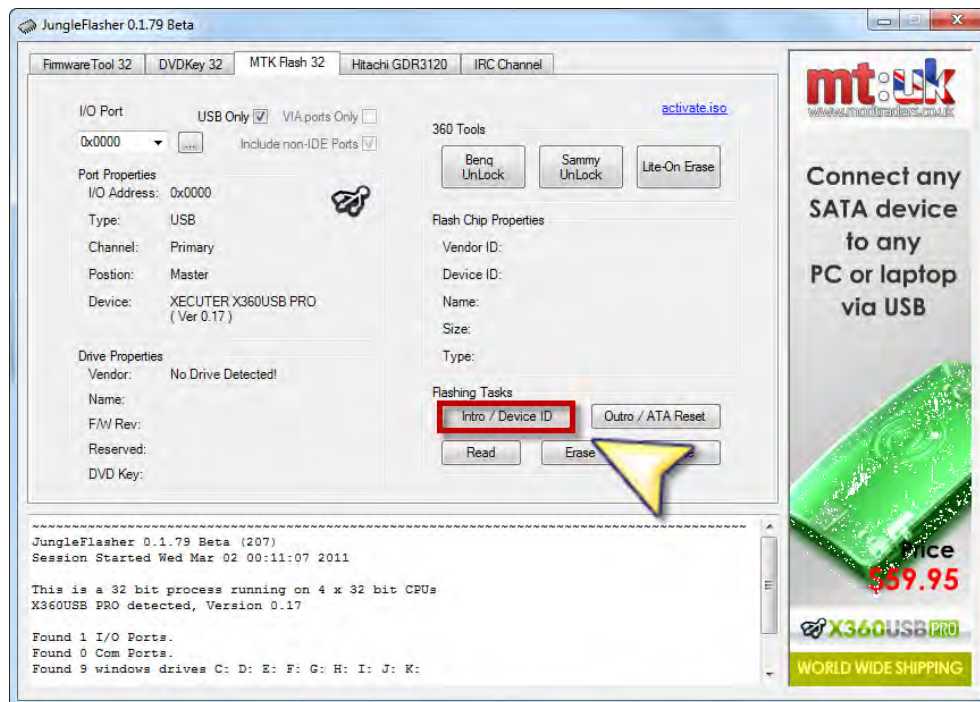 JungleFlasher 0.1.79 Beta
FirmwareTool 32 DVDKey 32 MTK Flash 32 Hitachi GDR3120 IRC Channel
I/O Port USB Only VIA ports Only
0x0000 ... Include non-IDE Ports
Port Properties
I/O Address: 0x0000
Type: USB
Channel: Primary
Postion: Master
Device: XECUTER X360USB PRO
( Ver 0.17 )
Drive Properties
Vendor: No Drive Detected!
Name:
F/W Rev:
Reserved:
DVD Key:
activate.iso
360 Tools
Benq UnLock
Sammy UnLock
Lite-On Erase
Flash Chip Properties
Vendor ID:
Device ID:
Name:
Size:
Type:
Flashing Tasks
Intro / Device ID Outro / ATA Reset
Read Erase
~~~~~~~~~~~~~~~~~~~~~~~~~~~~~~~~~~~~~~~~~~~~~~~~~~~~~~~~~~~~~~~~~~~~~~~~~~~~~~~~~~~~~~~~~~
JungleFlasher 0.1.79 Beta (207)
Session Started Wed Mar 02 00:11:07 2011
This is a 32 bit process running on 4 x 32 bit CPUs
X360USB PRO detected, Version 0.17
Found 1 I/O Ports.
Found 0 Com Ports.
Found 9 windows drives C: D: E: F: G: H: I: J: K:
mt:uk
www.modtraders.co.uk
Connect any
SATA device
to any
PC or laptop
via USB
Price
$59.95
X360USB PRO
WORLD WIDE SHIPPING